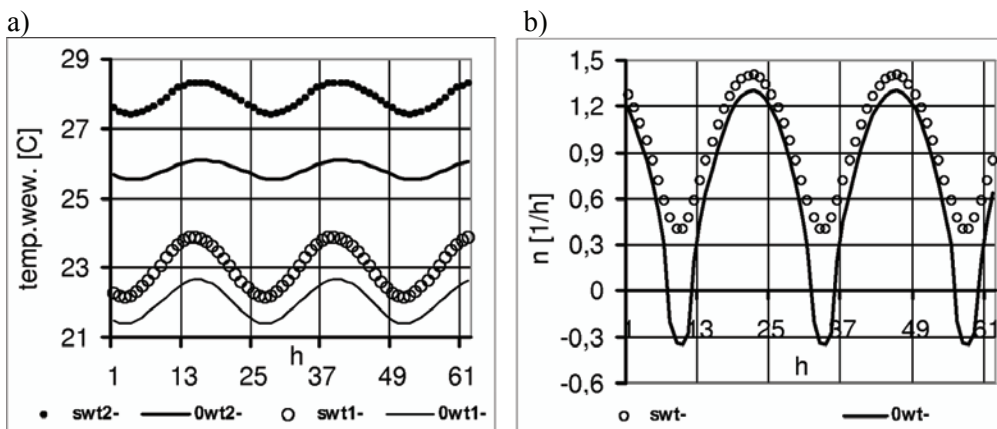 a)
temp.wew. [C]
29
27
25
23
21
h
1 13 25 37 49 61
swt2- 0wt2- swt1- 0wt1-
b)
n [1/h]
1,5
1,2
0,9
0,6
0,3
0
-0,3
-0,6
1 13 25 37 49 61
h
swt- 0wt-